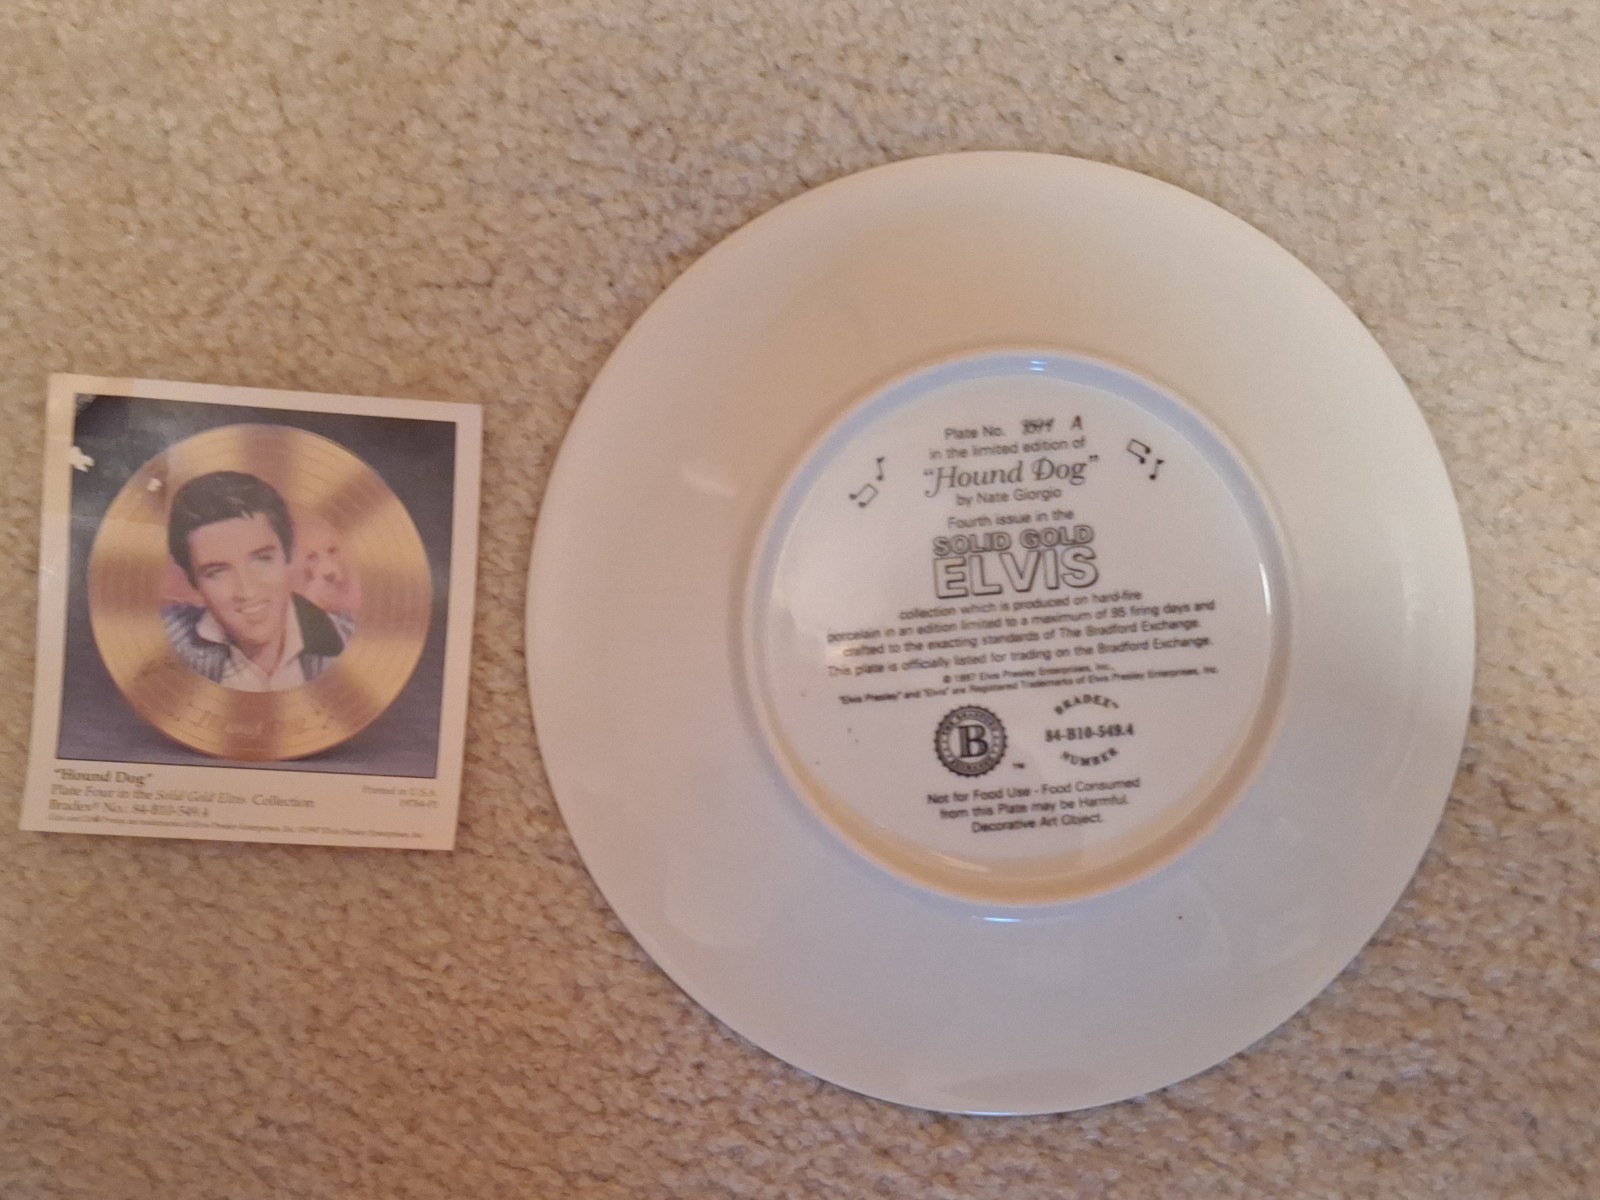 "Hound Dog"
Plate Four in the Solid Gold Elvis Collection
Bradex® No.: 84-B10-549.4
Printed in U.S.A.
Plate No. A
in the limited edition of
"Hound Dog"
by Nate Giorgio
Fourth issue in the
SOLID GOLD
ELVIS
collection which is produced on hard-fire
porcelain in an edition limited to a maximum of 95 firing days and
crafted to the exacting standards of The Bradford Exchange.
This plate is officially listed for trading on the Bradford Exchange.
© 1997 Elvis Presley Enterprises, Inc.,
"Elvis Presley" and "Elvis" are Registered Trademarks of Elvis Presley Enterprises, Inc.
THE BRADFORD EXCHANGE
B
™
BRADEX™
84-B10-549.4
NUMBER
Not for Food Use - Food Consumed
from this Plate may be Harmful.
Decorative Art Object.